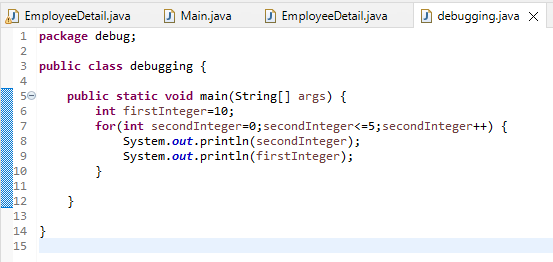 EmployeeDetail.java Main.java EmployeeDetail.java debugging.java
1 package debug;
2
3 public class debugging {
4
5 public static void main(String[] args) {
6 int firstInteger=10;
7 for(int secondInteger=0;secondInteger<=5;secondInteger++) {
8 System.out.println(secondInteger);
9 System.out.println(firstInteger);
10 }
11
12 }
13
14 }
15